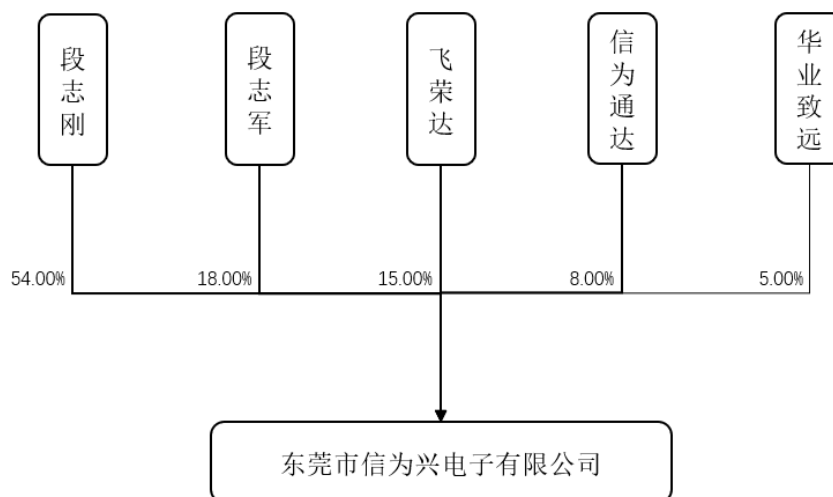 段志刚
段志军
飞荣达
信为通达
华业致远
54.00%
18.00%
15.00%
8.00%
5.00%
东莞市信为兴电子有限公司